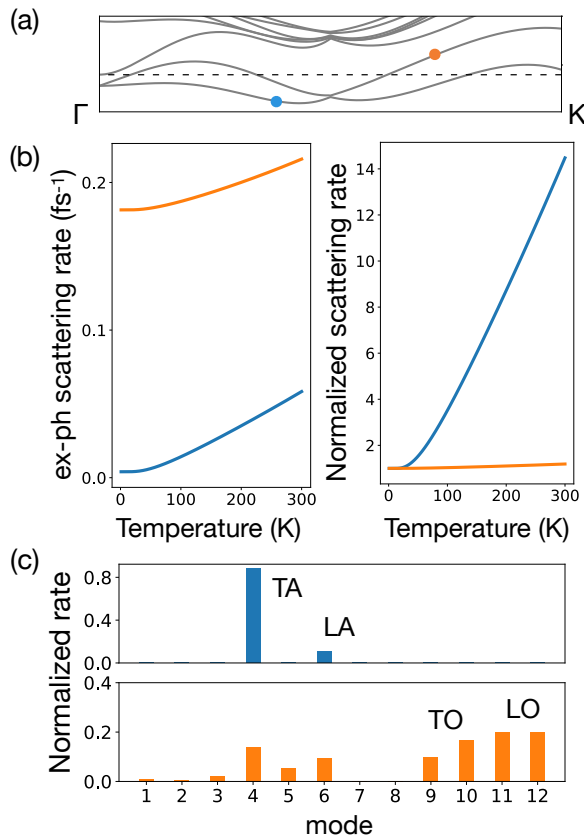 (a)
Γ K
(b)
ex-ph scattering rate (fs⁻¹)
0.2
0.1
0.0
0 100 200 300
Temperature (K)
Normalized scattering rate
14
12
10
8
6
4
2
0 100 200 300
Temperature (K)
(c)
Normalized rate
0.8
0.4
0.0
TA
LA
0.4
0.2
0.0
TO
LO
1 2 3 4 5 6 7 8 9 10 11 12
mode